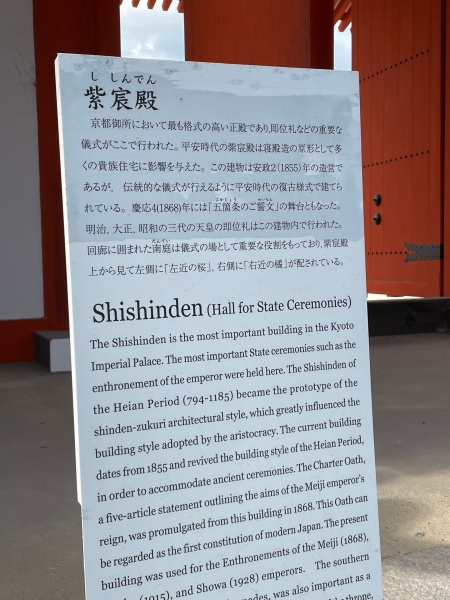 し しんでん
紫宸殿
京都御所において最も格式の高い正殿であり､即位礼などの重要な
儀式がここで行われた。平安時代の紫宸殿は寝殿造の原形として多
くの貴族住宅に影響を与えた。この建物は安政2(1855)年の造営で
あるが、伝統的な儀式が行えるように平安時代の復古様式で建てら
れている。慶応4(1868)年には「五箇条のご誓文」の舞台ともなった。
明治､大正､昭和の三代の天皇の即位礼はこの建物内で行われた。
回廊に囲まれた南庭は儀式の場として重要な役割をもっており､紫宸殿
上から見て左側に「左近の桜」､右側に「右近の橘」が配されている。
Shishinden (Hall for State Ceremonies)
The Shishinden is the most important building in the Kyoto
Imperial Palace. The most important State ceremonies such as the
enthronement of the emperor were held here. The Shishinden of
the Heian Period (794-1185) became the prototype of the
shinden-zukuri architectural style, which greatly influenced the
building style adopted by the aristocracy. The current building
dates from 1855 and revived the building style of the Heian Period,
in order to accommodate ancient ceremonies. The Charter Oath,
a five-article statement outlining the aims of the Meiji emperor's
reign, was promulgated from this building in 1868. This Oath can
be regarded as the first constitution of modern Japan. The present
building was used for the Enthronements of the Meiji (1868),
(1915), and Showa (1928) emperors. The southern
was also important as a
throne,